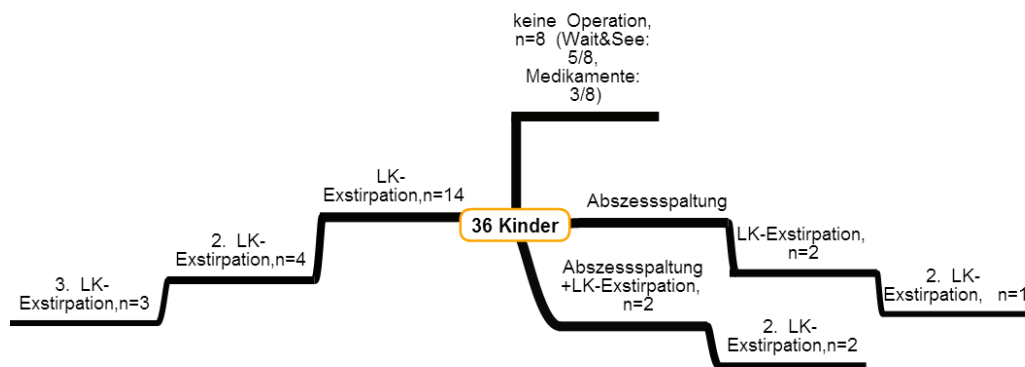 keine Operation,
n=8 (Wait&See:
5/8,
Medikamente:
3/8)
LK-
Exstirpation,n=14
2. LK-
Exstirpation,n=4
3. LK-
Exstirpation,n=3
36 Kinder
Abszessspaltung
LK-Exstirpation,
n=2
2. LK-
Exstirpation, n=1
Abszessspaltung
+LK-Exstirpation,
n=2
2. LK-
Exstirpation,n=2